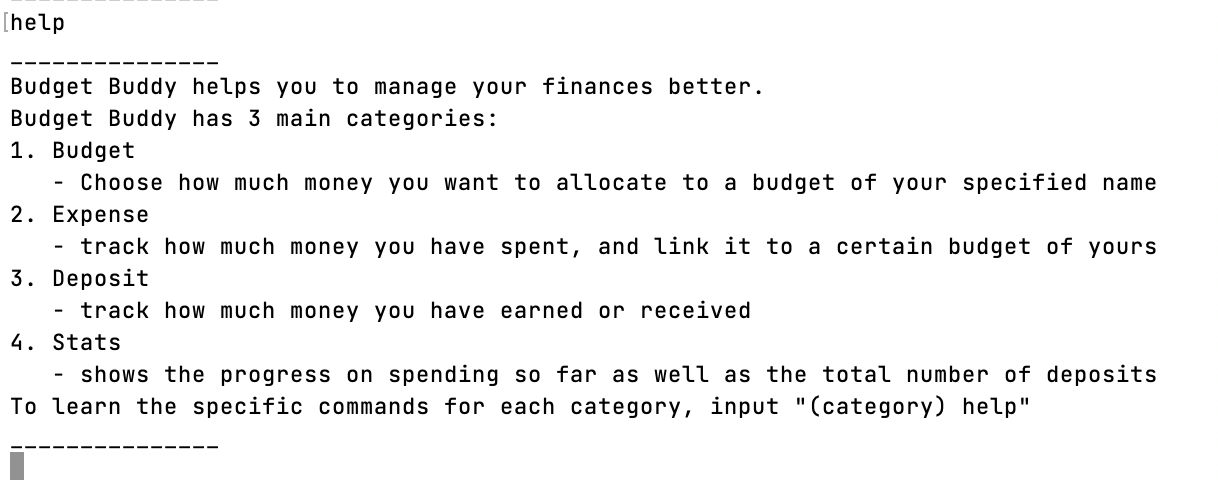 [help
_______________
Budget Buddy helps you to manage your finances better.
Budget Buddy has 3 main categories:
1. Budget
   - Choose how much money you want to allocate to a budget of your specified name
2. Expense
   - track how much money you have spent, and link it to a certain budget of yours
3. Deposit
   - track how much money you have earned or received
4. Stats
   - shows the progress on spending so far as well as the total number of deposits
To learn the specific commands for each category, input "(category) help"
_______________